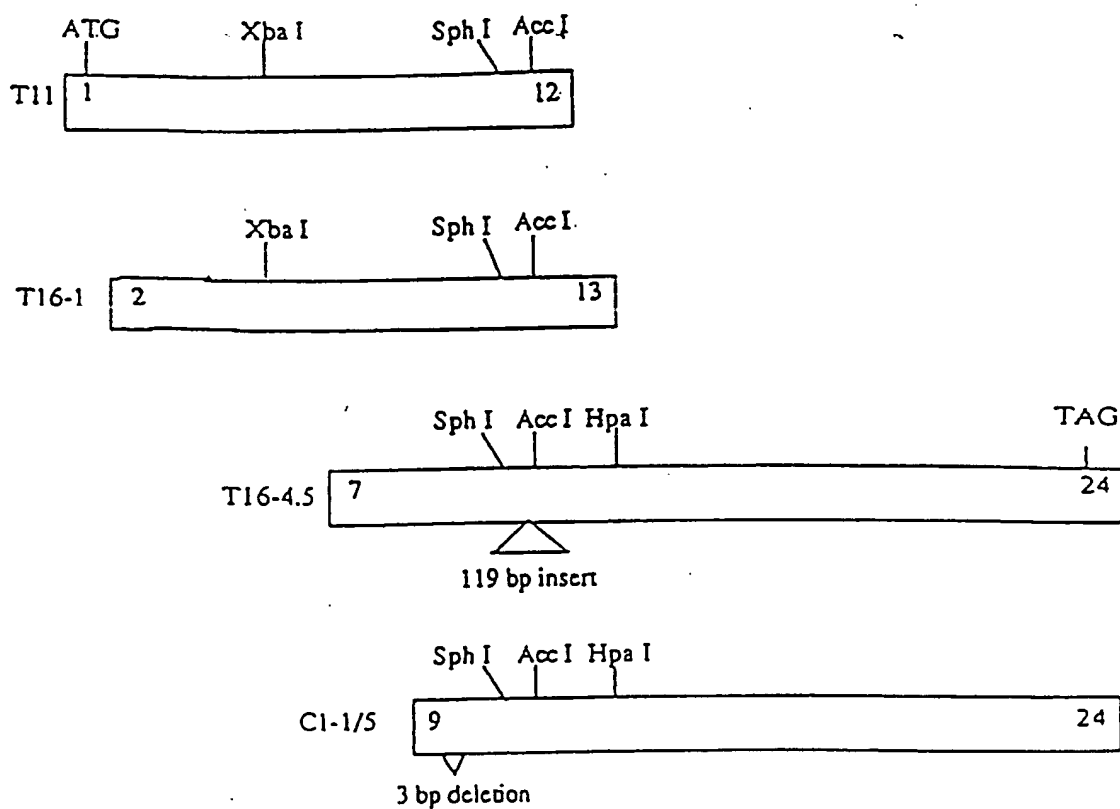 ATG Xba I Sph I Acc I
T11 1 12
Xba I Sph I Acc I
T16-1 2 13
Sph I Acc I Hpa I TAG
T16-4.5 7 24
119 bp insert
Sph I Acc I Hpa I
C1-1/5 9 24
3 bp deletion